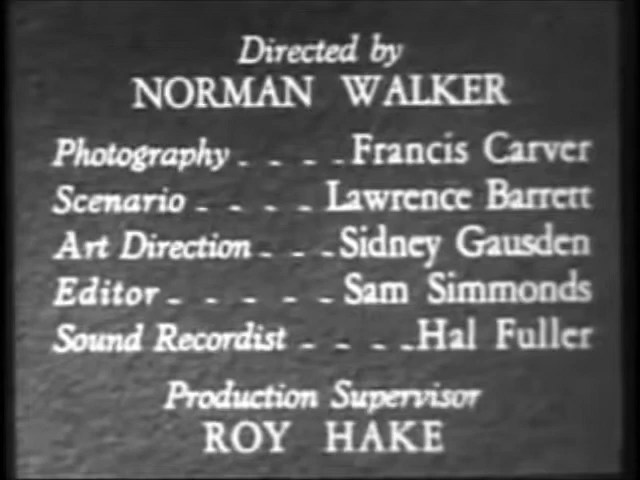 Directed by
NORMAN WALKER
Photography _ _ _ _ Francis Carver
Scenario _ _ _ _ Lawrence Barrett
Art Direction _ _ _ Sidney Gausden
Editor _ _ _ _ _ Sam Simmonds
Sound Recordist _ _ _ _ Hal Fuller
Production Supervisor
ROY HAKE